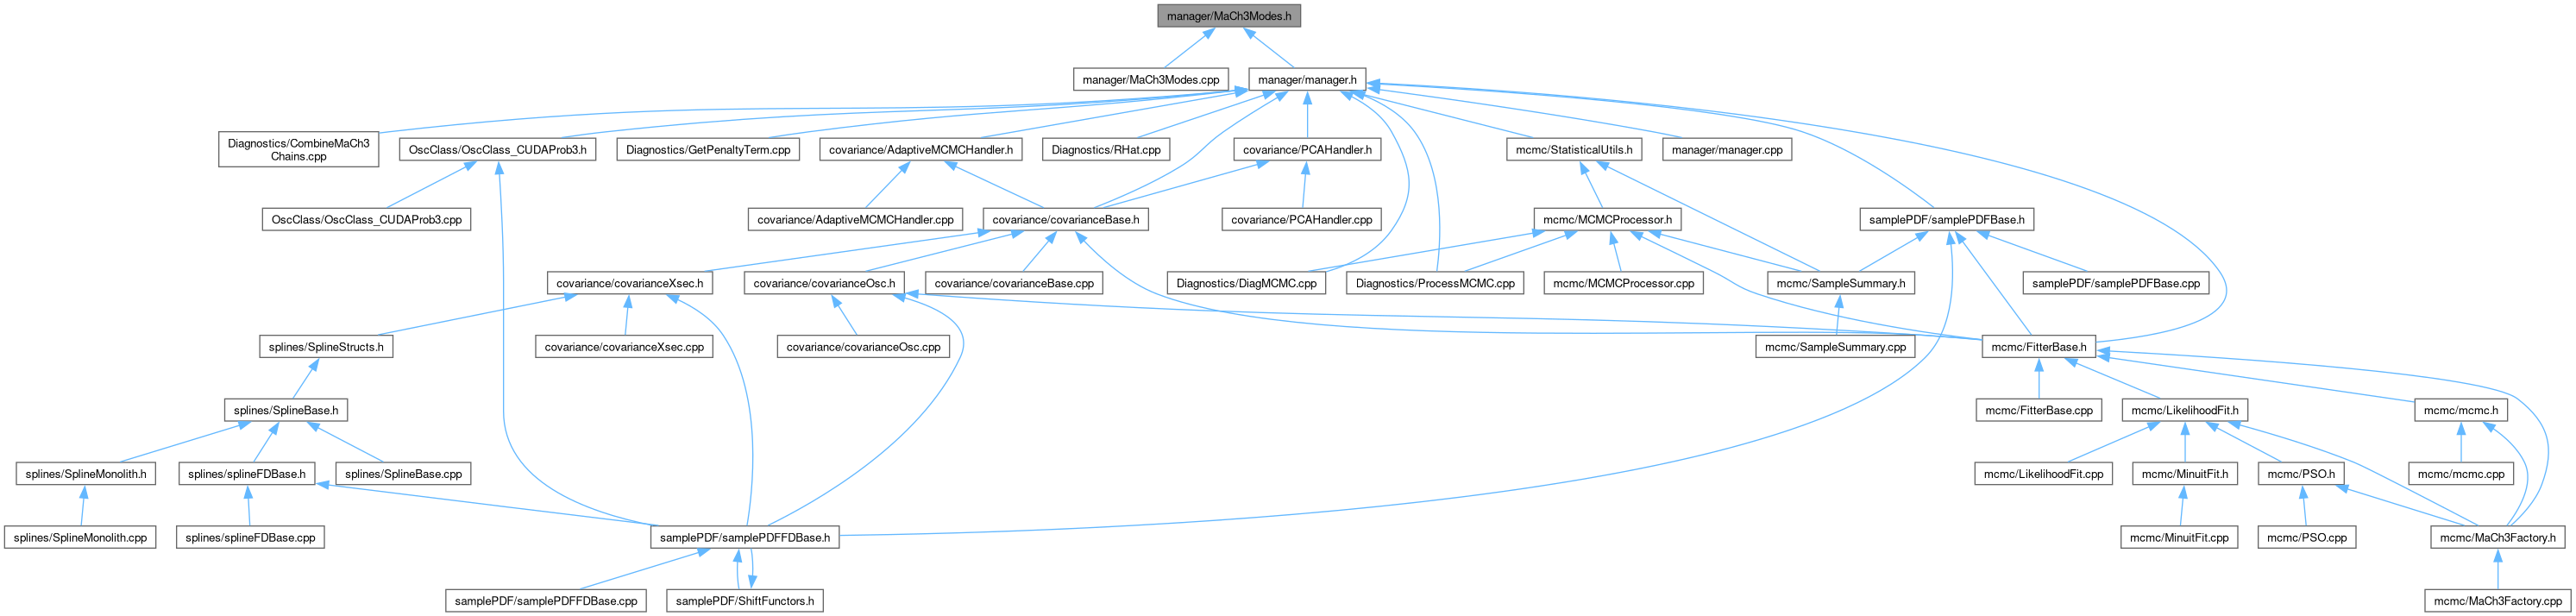 manager/MaCh3Modes.h
manager/MaCh3Modes.cpp
manager/manager.h
Diagnostics/CombineMaCh3
Chains.cpp
OscClass/OscClass_CUDAProb3.h
Diagnostics/GetPenaltyTerm.cpp
covariance/AdaptiveMCMCHandler.h
Diagnostics/RHat.cpp
covariance/PCAHandler.h
mcmc/StatisticalUtils.h
manager/manager.cpp
OscClass/OscClass_CUDAProb3.cpp
covariance/AdaptiveMCMCHandler.cpp
covariance/covarianceBase.h
covariance/PCAHandler.cpp
mcmc/MCMCProcessor.h
samplePDF/samplePDFBase.h
covariance/covarianceXsec.h
covariance/covarianceOsc.h
covariance/covarianceBase.cpp
Diagnostics/DiagMCMC.cpp
Diagnostics/ProcessMCMC.cpp
mcmc/MCMCProcessor.cpp
mcmc/SampleSummary.h
samplePDF/samplePDFBase.cpp
splines/SplineStructs.h
covariance/covarianceXsec.cpp
covariance/covarianceOsc.cpp
mcmc/SampleSummary.cpp
mcmc/FitterBase.h
splines/SplineBase.h
mcmc/FitterBase.cpp
mcmc/LikelihoodFit.h
mcmc/mcmc.h
splines/SplineMonolith.h
splines/splineFDBase.h
splines/SplineBase.cpp
mcmc/LikelihoodFit.cpp
mcmc/MinuitFit.h
mcmc/PSO.h
mcmc/mcmc.cpp
splines/SplineMonolith.cpp
splines/splineFDBase.cpp
samplePDF/samplePDFFDBase.h
mcmc/MinuitFit.cpp
mcmc/PSO.cpp
mcmc/MaCh3Factory.h
samplePDF/samplePDFFDBase.cpp
samplePDF/ShiftFunctors.h
mcmc/MaCh3Factory.cpp